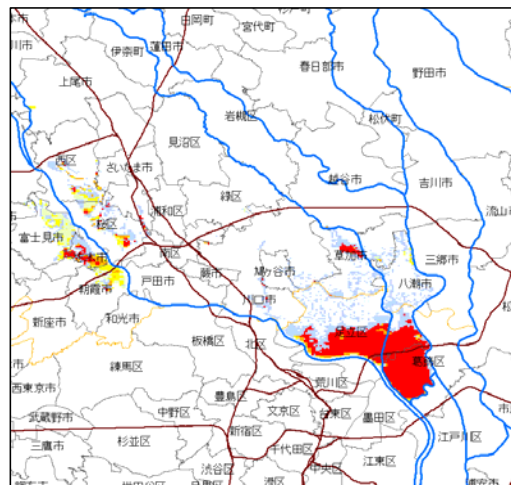 白岡町
宮代町
蓮田市
伊奈町
春日部市
野田市
上尾市
岩槻区
松伏町
見沼区
西区
さいたま市
越谷市
吉川市
緑区
浦和区
桜区
流山市
富士見市
南区
草加市
三郷市
志木市
蕨市
鳩ヶ谷市
戸田市
八潮市
朝霞市
川口市
新座市
和光市
足立区
板橋区
北区
葛飾区
練馬区
荒川区
西東京市
豊島区
文京区
台東区
墨田区
武蔵野市
中野区
江戸川区
三鷹市
杉並区
新宿区
千代田区
江東区
中央区
渋谷区
港区